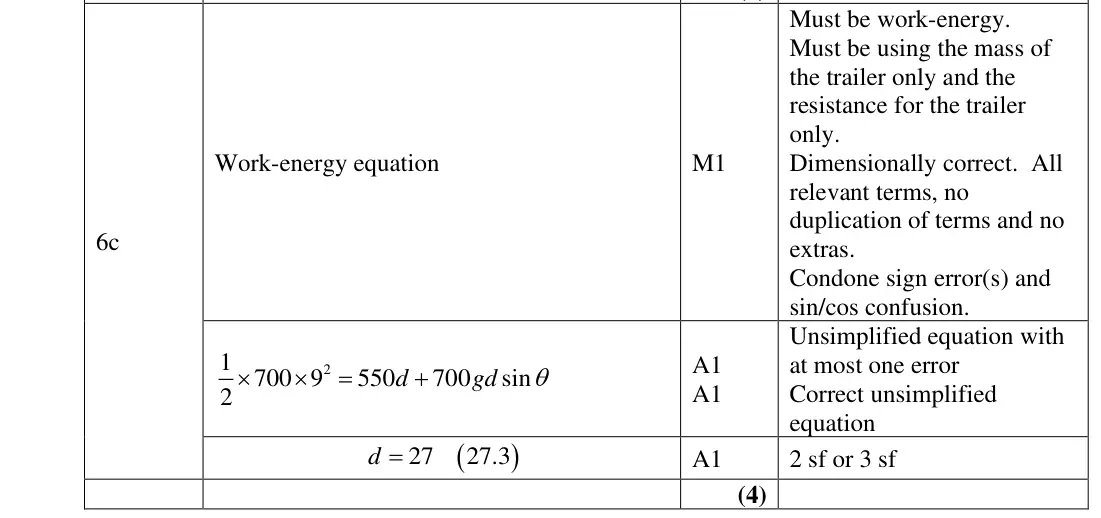 Must be work-energy.
Must be using the mass of
the trailer only and the
resistance for the trailer
only.
Work-energy equation M1 Dimensionally correct. All
relevant terms, no
duplication of terms and no
6c
extras.
Condone sign error(s) and
sin/cos confusion.
Unsimplified equation with
1/2 × 700 × 9² = 550d + 700gd sin θ A1 at most one error
A1 Correct unsimplified
equation
d = 27 (27.3) A1 2 sf or 3 sf
(4)